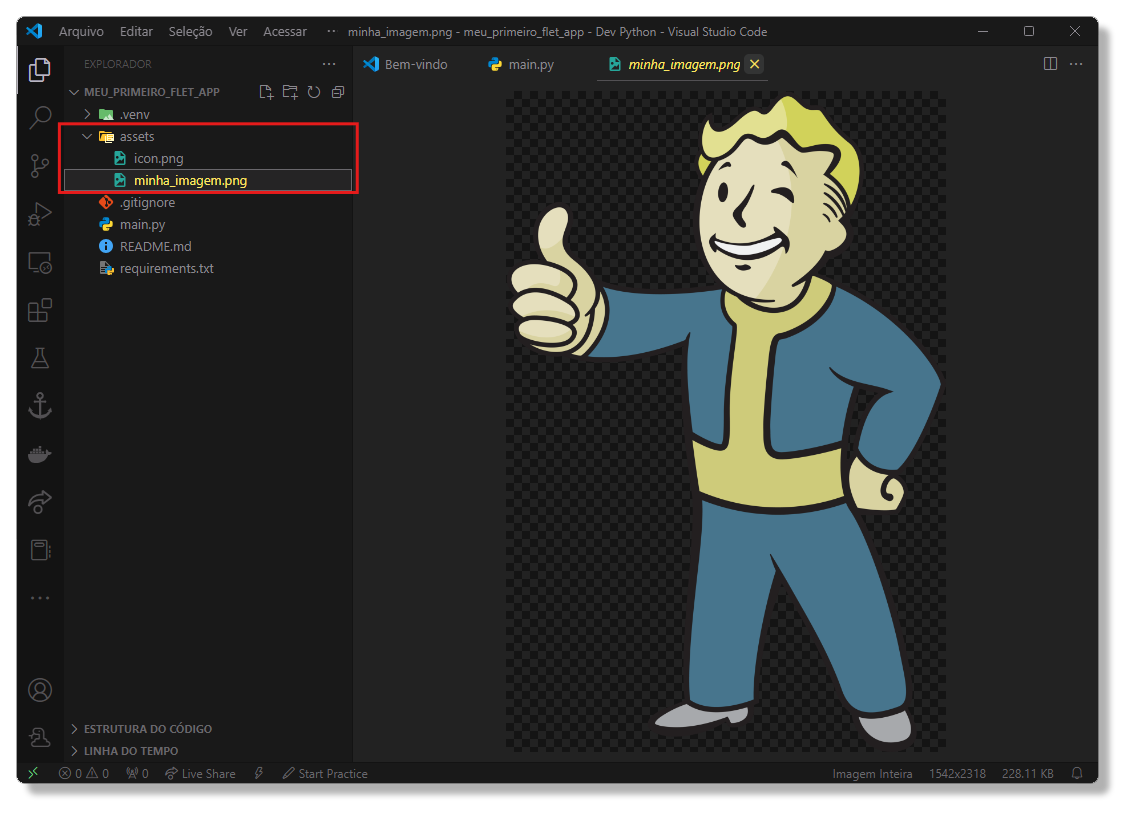 Arquivo Editar Seleção Ver Acessar ··· minha_imagem.png - meu_primeiro_flet_app - Dev Python - Visual Studio Code
EXPLORADOR ···
Bem-vindo main.py minha_imagem.png
MEU_PRIMEIRO_FLET_APP
.venv
assets
icon.png
minha_imagem.png
.gitignore
main.py
README.md
requirements.txt
ESTRUTURA DO CÓDIGO
LINHA DO TEMPO
0 0 0 Live Share Start Practice Imagem Inteira 1542x2318 228.11 KB